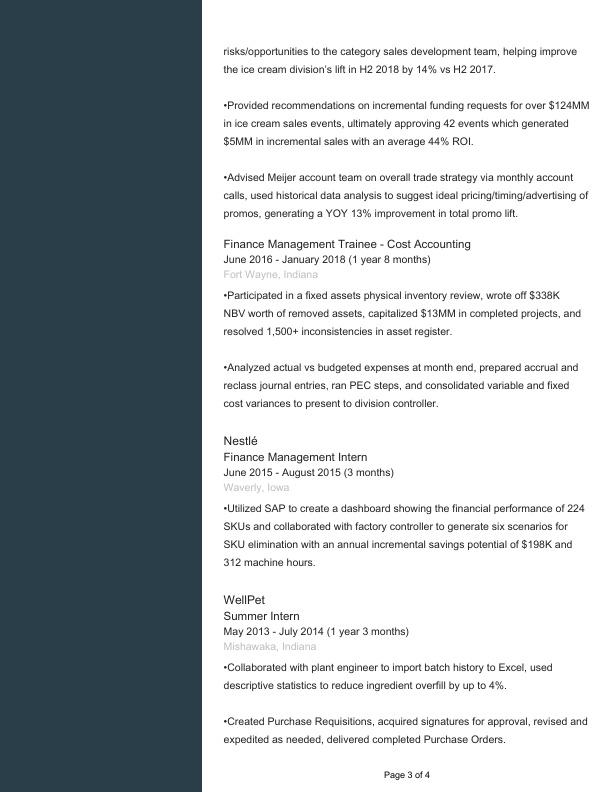 risks/opportunities to the category sales development team, helping improve
the ice cream division's lift in H2 2018 by 14% vs H2 2017.
•Provided recommendations on incremental funding requests for over $124MM
in ice cream sales events, ultimately approving 42 events which generated
$5MM in incremental sales with an average 44% ROI.
•Advised Meijer account team on overall trade strategy via monthly account
calls, used historical data analysis to suggest ideal pricing/timing/advertising of
promos, generating a YOY 13% improvement in total promo lift.
Finance Management Trainee - Cost Accounting
June 2016 - January 2018 (1 year 8 months)
Fort Wayne, Indiana
•Participated in a fixed assets physical inventory review, wrote off $338K
NBV worth of removed assets, capitalized $13MM in completed projects, and
resolved 1,500+ inconsistencies in asset register.
•Analyzed actual vs budgeted expenses at month end, prepared accrual and
reclass journal entries, ran PEC steps, and consolidated variable and fixed
cost variances to present to division controller.
Nestlé
Finance Management Intern
June 2015 - August 2015 (3 months)
Waverly, Iowa
•Utilized SAP to create a dashboard showing the financial performance of 224
SKUs and collaborated with factory controller to generate six scenarios for
SKU elimination with an annual incremental savings potential of $198K and
312 machine hours.
WellPet
Summer Intern
May 2013 - July 2014 (1 year 3 months)
Mishawaka, Indiana
•Collaborated with plant engineer to import batch history to Excel, used
descriptive statistics to reduce ingredient overfill by up to 4%.
•Created Purchase Requisitions, acquired signatures for approval, revised and
expedited as needed, delivered completed Purchase Orders.
Page 3 of 4